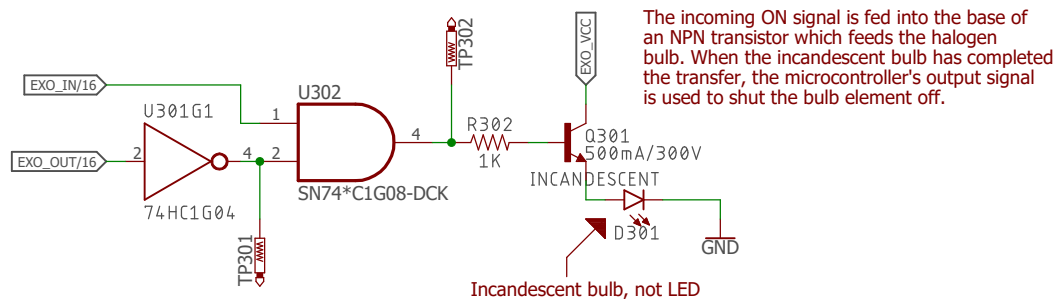 The incoming ON signal is fed into the base of
an NPN transistor which feeds the halogen
bulb. When the incandescent bulb has completed
the transfer, the microcontroller's output signal
is used to shut the bulb element off.
EXO_VCC
TP302
EXO_IN/16
U302
U301G1
1
R302
Q301
4
1K
500mA/300V
EXO_OUT/16
2
4
2
INCANDESCENT
SN74*C1G08-DCK
74HC1G04
D301
GND
TP301
Incandescent bulb, not LED